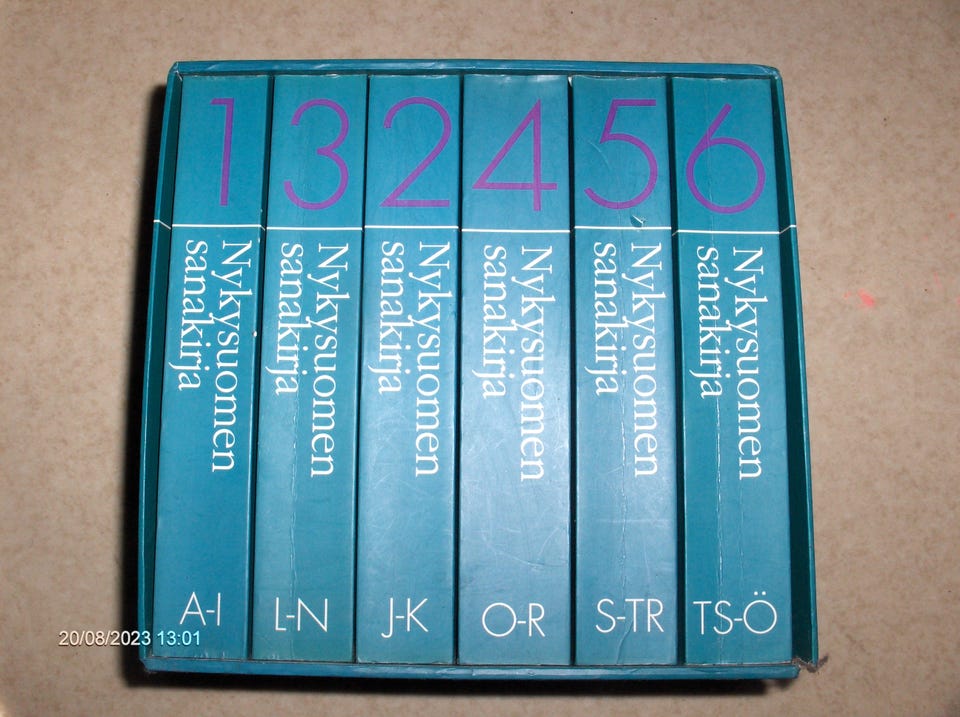 1
Nykysuomen
sanakirja
A-I
3
Nykysuomen
sanakirja
L-N
2
Nykysuomen
sanakirja
J-K
4
Nykysuomen
sanakirja
O-R
5
Nykysuomen
sanakirja
S-TR
6
Nykysuomen
sanakirja
TS-Ö
20/08/2023 13:01